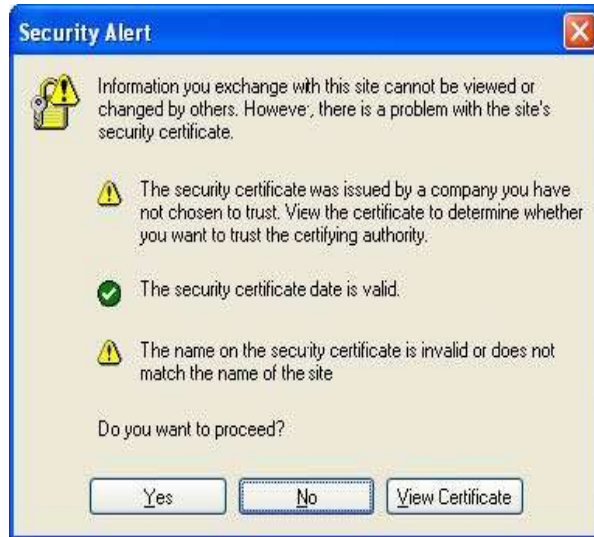 Security Alert
Information you exchange with this site cannot be viewed or
changed by others. However, there is a problem with the site's
security certificate.
The security certificate was issued by a company you have
not chosen to trust. View the certificate to determine whether
you want to trust the certifying authority.
The security certificate date is valid.
The name on the security certificate is invalid or does not
match the name of the site
Do you want to proceed?
Yes
No
View Certificate